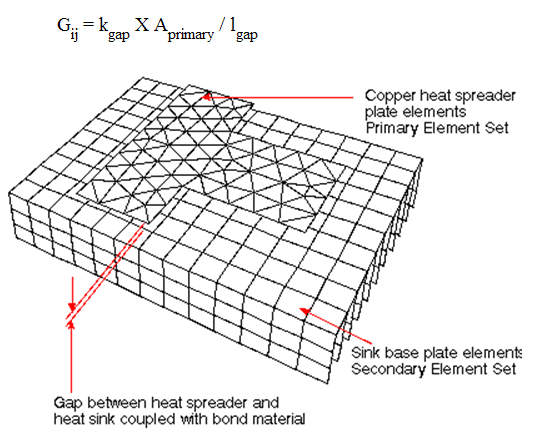 Gij = kgap X Aprimary / lgap
Copper heat spreader
plate elements
Primary Element Set
Sink base plate elements
Secondary Element Set
Gap between heat spreader and
heat sink coupled with bond material